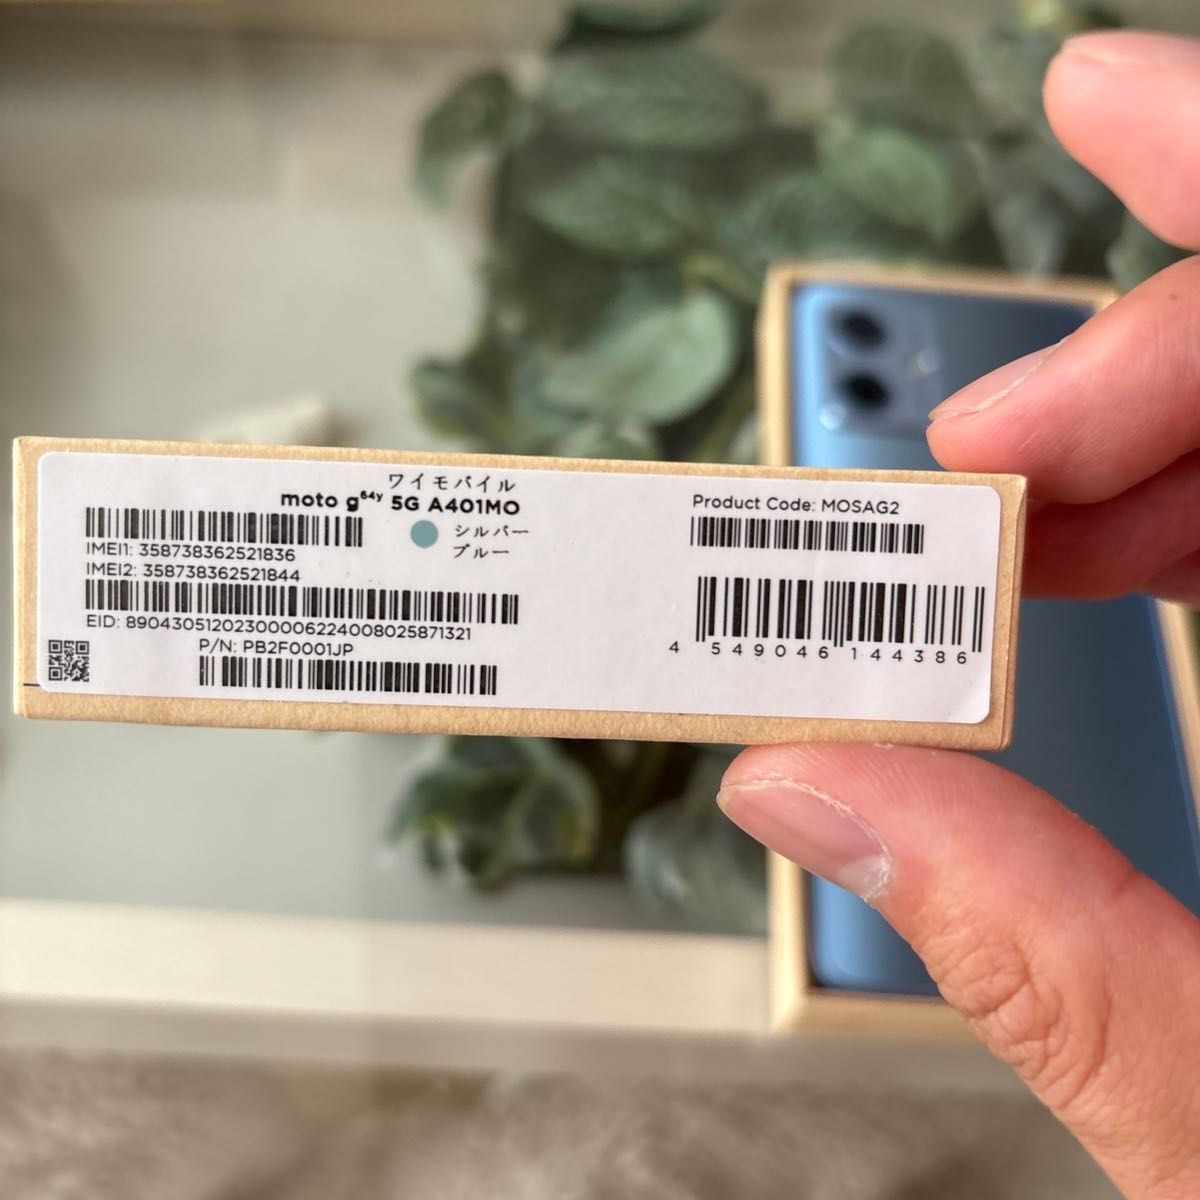 ワイモバイル
moto g64y 5G A401MO
シルバー
ブルー
IMEI1: 358738362521836
IMEI2: 358738362521844
EID: 89043051202300006224008025871321
P/N: PB2F0001JP
Product Code: MOSAG2
4 549046 144386